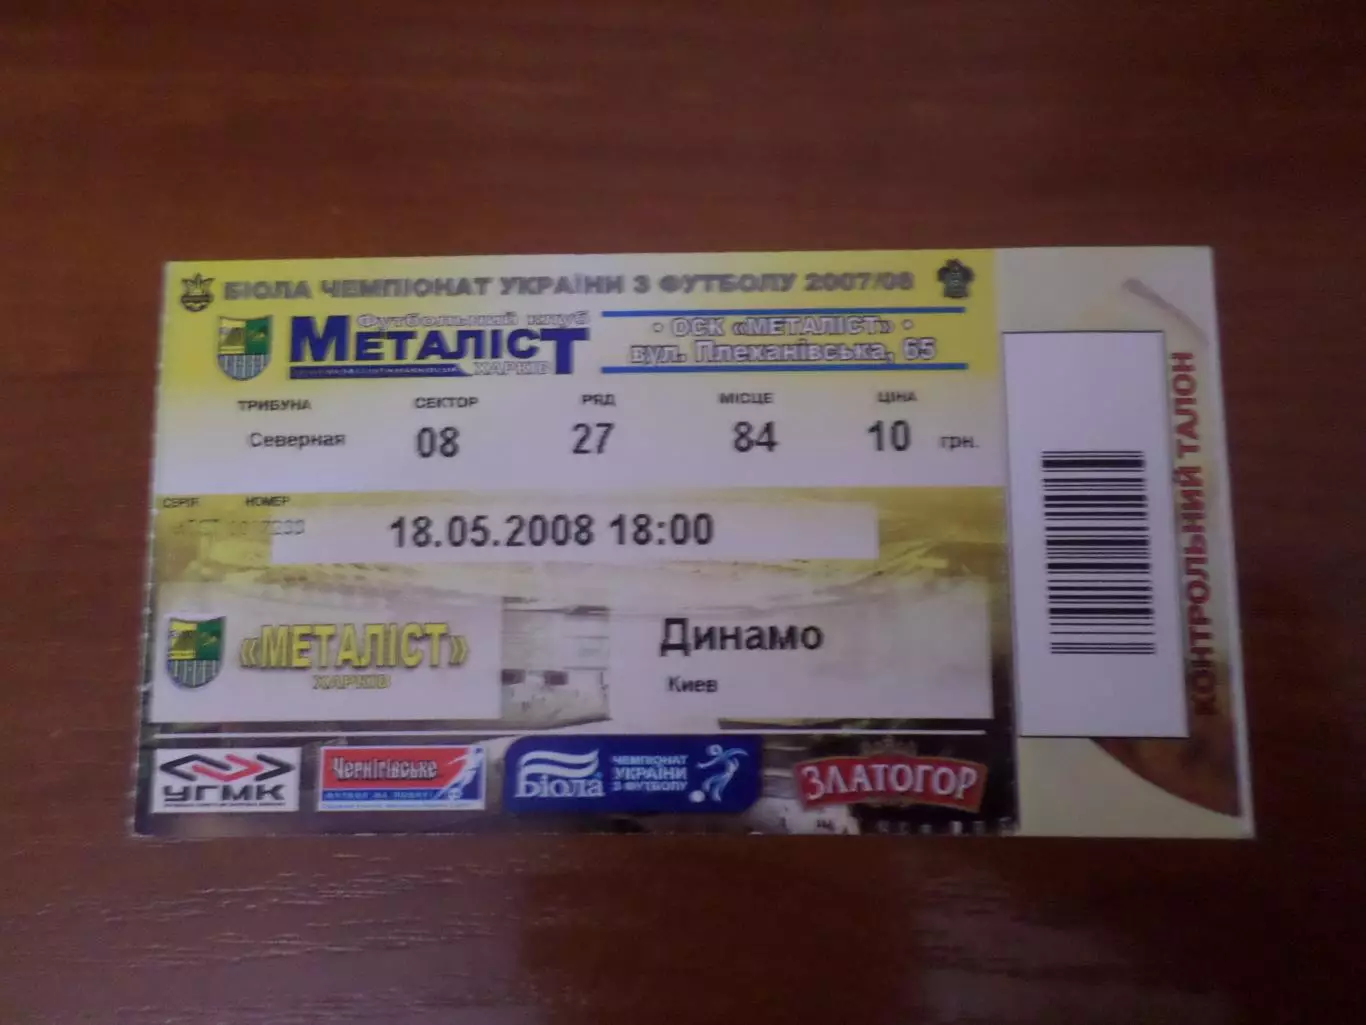 БІОЛА ЧЕМПІОНАТ УКРАЇНИ З ФУТБОЛУ 2007/08
Футбольний клуб
МЕТАЛІСТ
ХАРКІВ
• ОСК «МЕТАЛІСТ» •
вул. Плеханівська, 65
ТРИБУНА СЕКТОР РЯД МІСЦЕ ЦІНА
Северная 08 27 84 10 грн.
СЕРІЯ НОМЕР
18.05.2008 18:00
«МЕТАЛІСТ»
ХАРКІВ
Динамо
Киев
УГМК
Чернігівське
Біола
ЧЕМПІОНАТ
УКРАЇНИ
З ФУТБОЛУ
ЗЛАТОГОР
КОНТРОЛЬНИЙ ТАЛОН